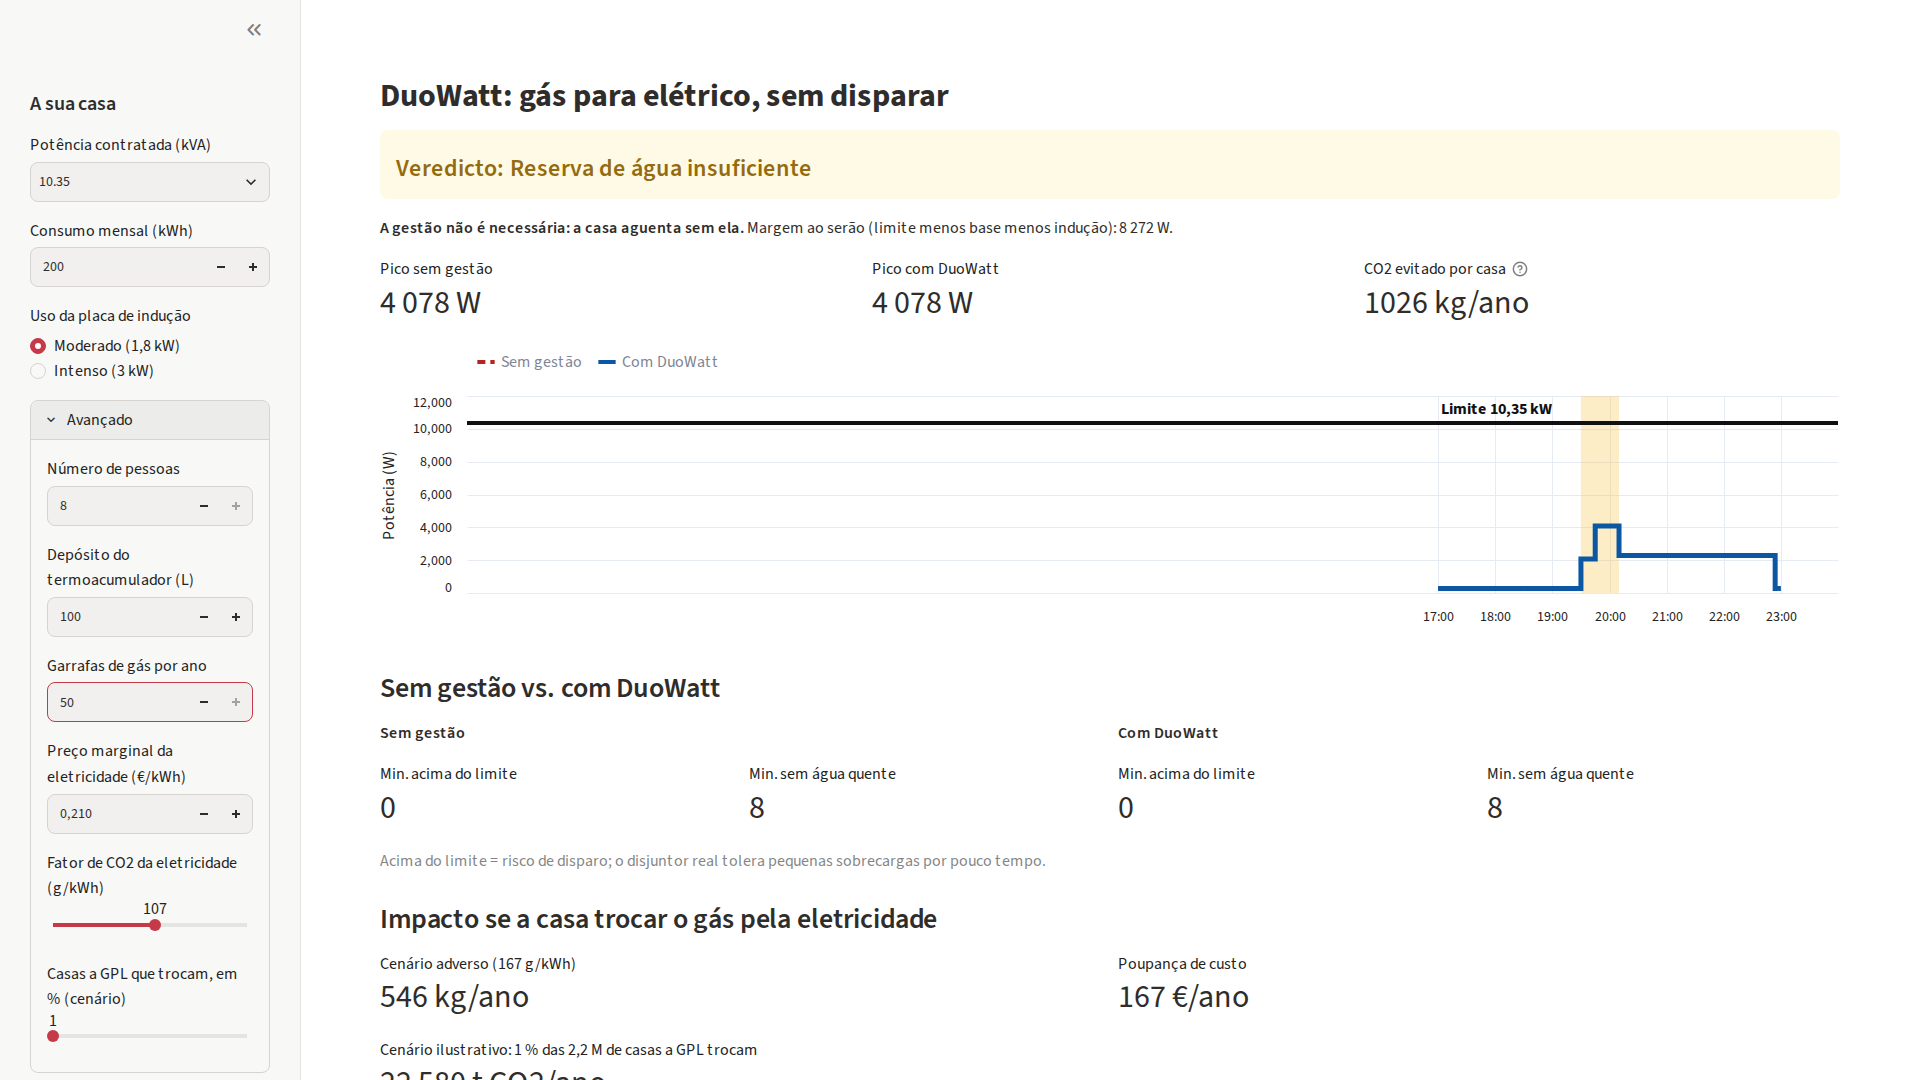 A sua casa
Potência contratada (kVA)
10.35
Consumo mensal (kWh)
200
Uso da placa de indução
Moderado (1,8 kW)
Intenso (3 kW)
Avançado
Número de pessoas
8
Depósito do
termoacumulador (L)
100
Garrafas de gás por ano
50
Preço marginal da
eletricidade (€/kWh)
0,210
Fator de CO2 da eletricidade
(g/kWh)
107
Casas a GPL que trocam, em
% (cenário)
1
DuoWatt: gás para elétrico, sem disparar
Veredicto: Reserva de água insuficiente
A gestão não é necessária: a casa aguenta sem ela. Margem ao serão (limite menos base menos indução): 8 272 W.
Pico sem gestão
4 078 W
Pico com DuoWatt
4 078 W
CO2 evitado por casa
1026 kg/ano
Sem gestão
Com DuoWatt
Potência (W)
12,000
10,000
8,000
6,000
4,000
2,000
0
Limite 10,35 kW
17:00 18:00 19:00 20:00 21:00 22:00 23:00
Sem gestão vs. com DuoWatt
Sem gestão
Com DuoWatt
Min. acima do limite
0
Min. sem água quente
8
Min. acima do limite
0
Min. sem água quente
8
Acima do limite = risco de disparo; o disjuntor real tolera pequenas sobrecargas por pouco tempo.
Impacto se a casa trocar o gás pela eletricidade
Cenário adverso (167 g/kWh)
546 kg/ano
Poupança de custo
167 €/ano
Cenário ilustrativo: 1 % das 2,2 M de casas a GPL trocam
22 580 t CO2/ano